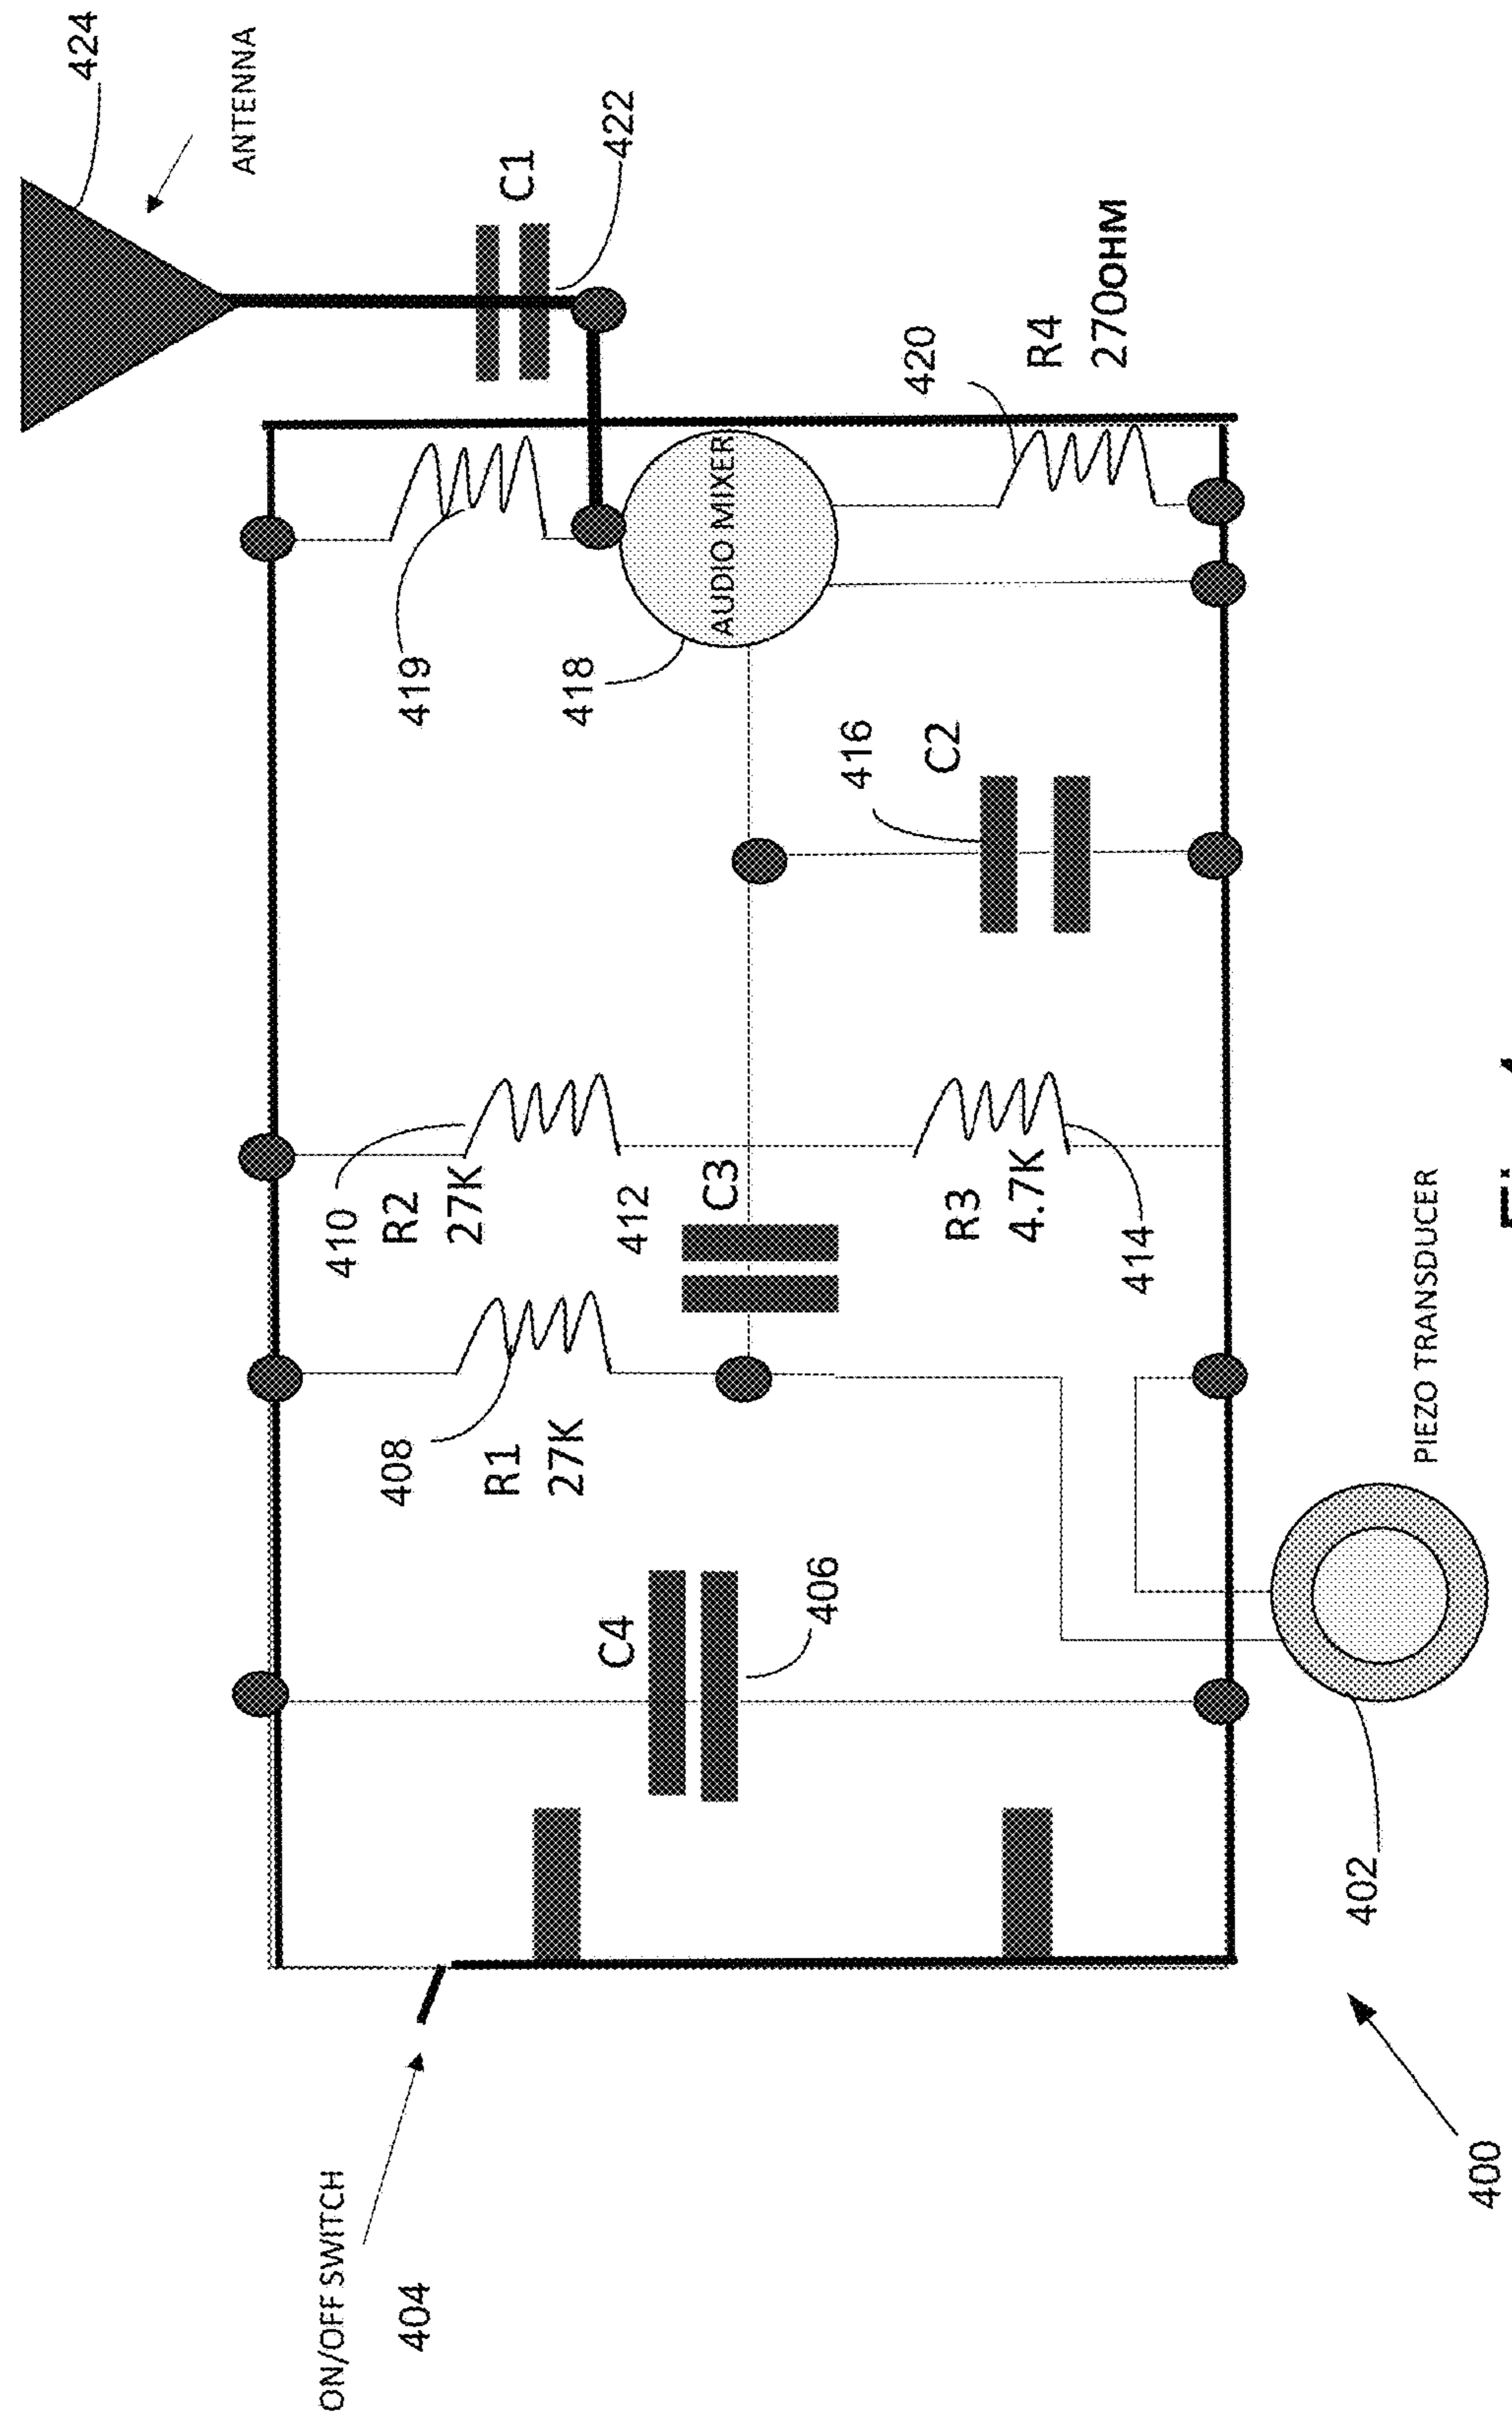 424
ANTENNA
C1
422
420
R4
270OHM
AUDIO MIXER
419
418
416
C2
410
R2
27K
412
C3
R3
4.7K
414
408
R1
27K
C4
406
PIEZO TRANSDUCER
402
ON/OFF SWITCH
404
400